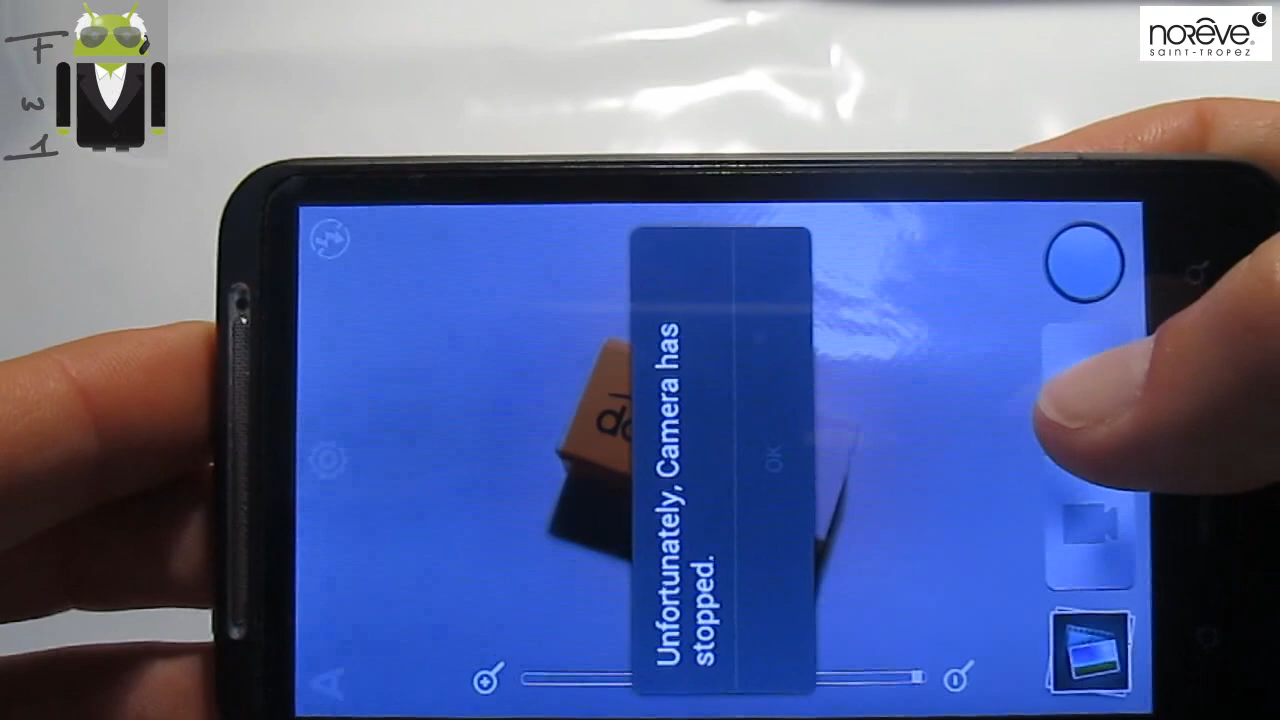 F
W
1
norêve
SAINT-TROPEZ
Unfortunately, Camera has
stopped.
OK
A